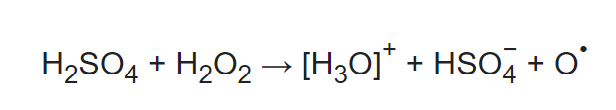 H₂SO₄ + H₂O₂ → [H₃O]⁺ + HSO₄⁻ + O•